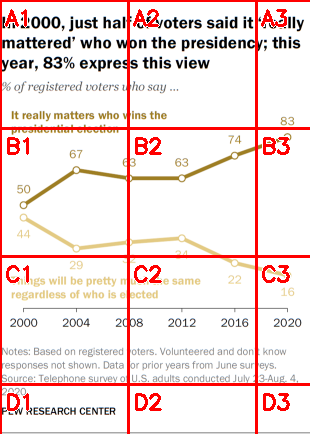 In 2000, just half of voters said it 'really
mattered' who won the presidency; this
year, 83% express this view
% of registered voters who say ...
It really matters who wins the
presidential election
83
74
67
63
63
50
44
29
34
22
16
Things will be pretty much the same
regardless of who is elected
2000 2004 2008 2012 2016 2020
Notes: Based on registered voters. Volunteered and don't know
responses not shown. Data for prior years from June surveys.
Source: Telephone survey of U.S. adults conducted July 23-Aug. 4,
2020.
PEW RESEARCH CENTER
A1 A2 A3
B1 B2 B3
C1 C2 C3
D1 D2 D3